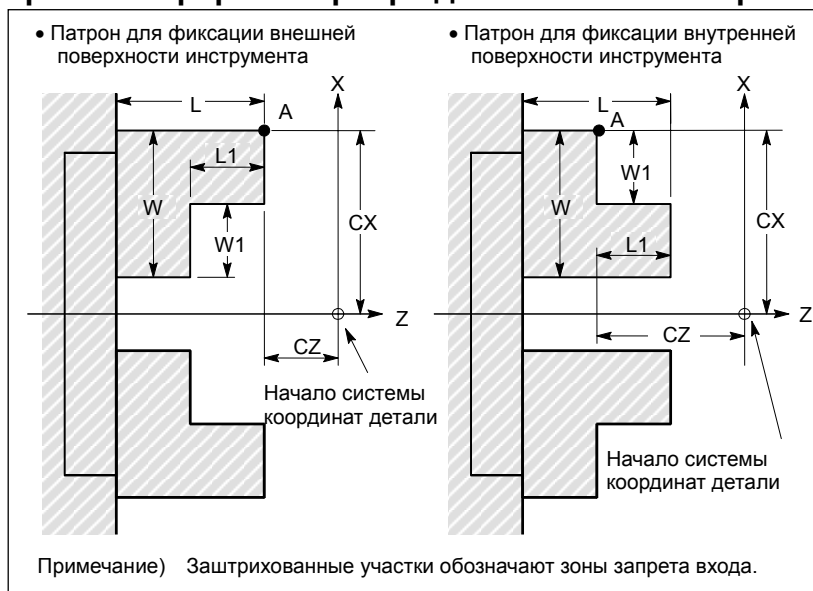 • Патрон для фиксации внешней
поверхности инструмента
L
A
X
L1
W
W1
CX
Z
CZ
Начало системы
координат детали
• Патрон для фиксации внутренней
поверхности инструмента
L
A
X
W1
W
L1
CX
Z
CZ
Начало системы
координат детали
Примечание) Заштрихованные участки обозначают зоны запрета входа.